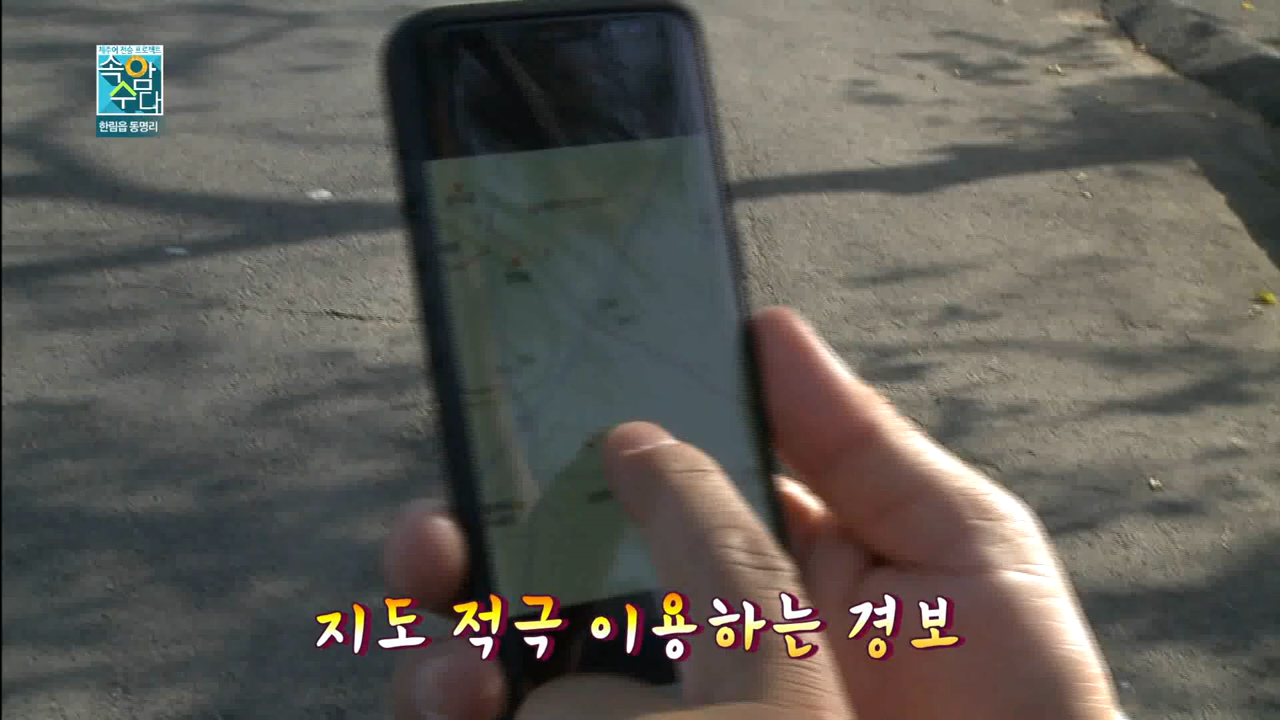 제주어 전승 프로젝트
속암수다
한림읍 동명리
지도 적극 이용하는 경보